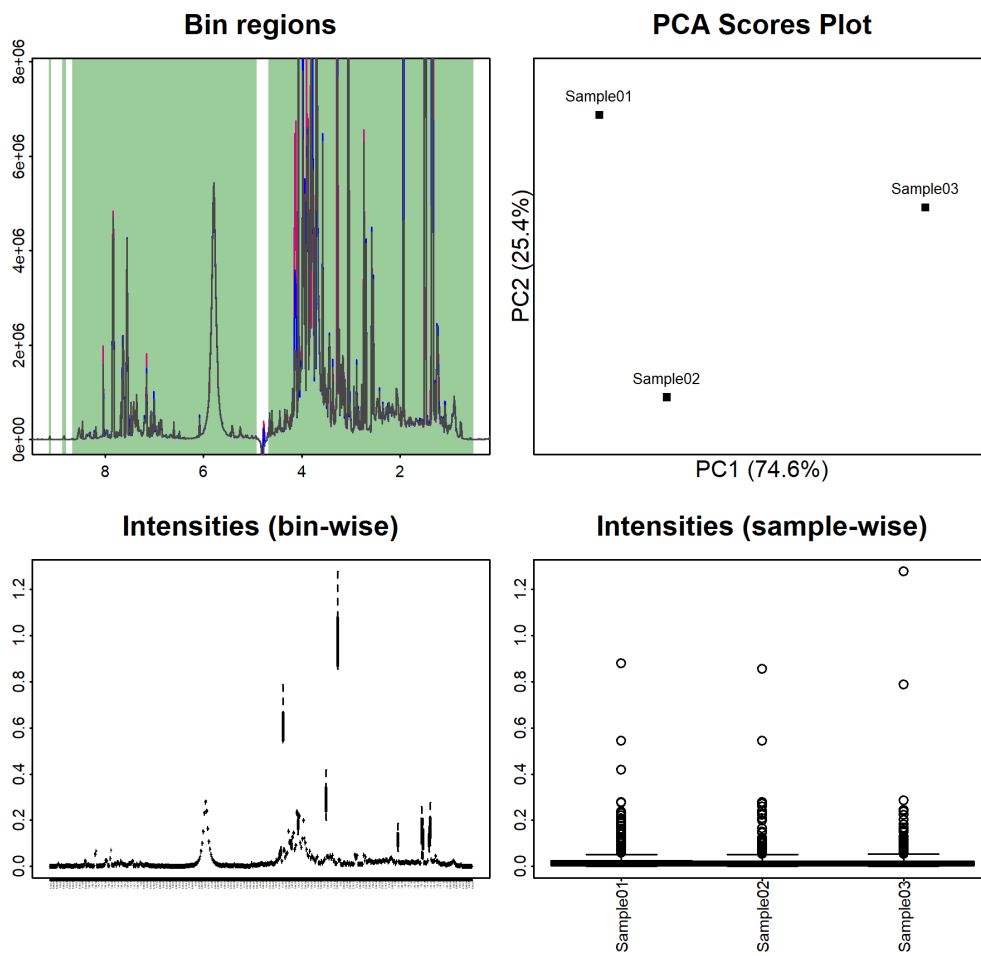 Bin regions
8e+06
6e+06
4e+06
2e+06
0e+00
8 6 4 2
PCA Scores Plot
Sample01
Sample03
Sample02
PC2 (25.4%)
PC1 (74.6%)
Intensities (bin-wise)
1.2
1.0
0.8
0.6
0.4
0.2
0.0
Intensities (sample-wise)
1.2
1.0
0.8
0.6
0.4
0.2
0.0
Sample01
Sample02
Sample03